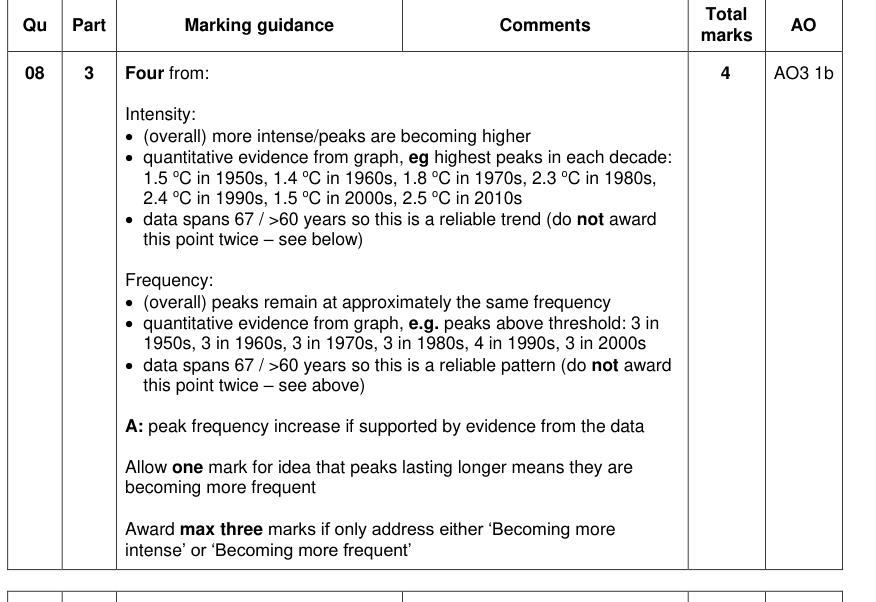 Qu Part Marking guidance Comments Total marks AO
08 3 Four from: 4 AO3 1b
Intensity:
• (overall) more intense/peaks are becoming higher
• quantitative evidence from graph, eg highest peaks in each decade:
1.5 ºC in 1950s, 1.4 ºC in 1960s, 1.8 ºC in 1970s, 2.3 ºC in 1980s,
2.4 ºC in 1990s, 1.5 ºC in 2000s, 2.5 ºC in 2010s
• data spans 67 / >60 years so this is a reliable trend (do not award
this point twice – see below)
Frequency:
• (overall) peaks remain at approximately the same frequency
• quantitative evidence from graph, e.g. peaks above threshold: 3 in
1950s, 3 in 1960s, 3 in 1970s, 3 in 1980s, 4 in 1990s, 3 in 2000s
• data spans 67 / >60 years so this is a reliable pattern (do not award
this point twice – see above)
A: peak frequency increase if supported by evidence from the data
Allow one mark for idea that peaks lasting longer means they are
becoming more frequent
Award max three marks if only address either ‘Becoming more
intense’ or ‘Becoming more frequent’